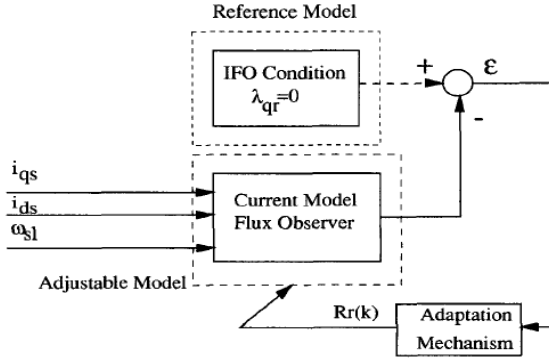 Reference Model
IFO Condition
λqr=0
+
ε
-
iqs
ids
ωsl
Current Model
Flux Observer
Adjustable Model
Rr(k)
Adaptation
Mechanism